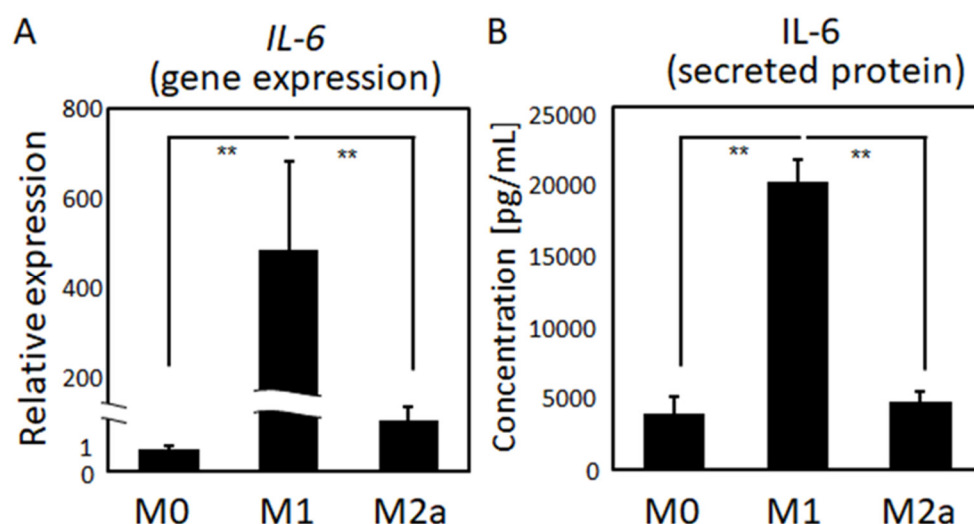 A
IL-6
(gene expression)
Relative expression
800
600
400
200
1
0
**
**
M0
M1
M2a
B
IL-6
(secreted protein)
Concentration [pg/mL]
25000
20000
15000
10000
5000
0
**
**
M0
M1
M2a